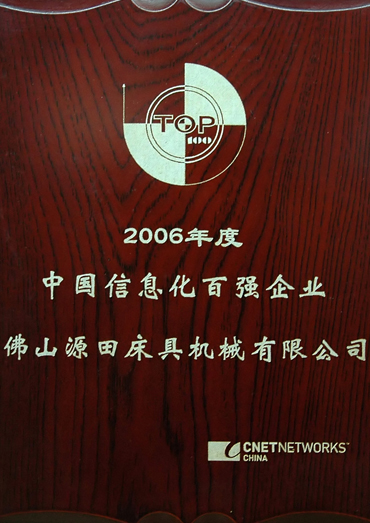 TOP
100
2006年度
中国信息化百强企业
佛山源田床具机械有限公司
CNETNETWORKS™
CHINA